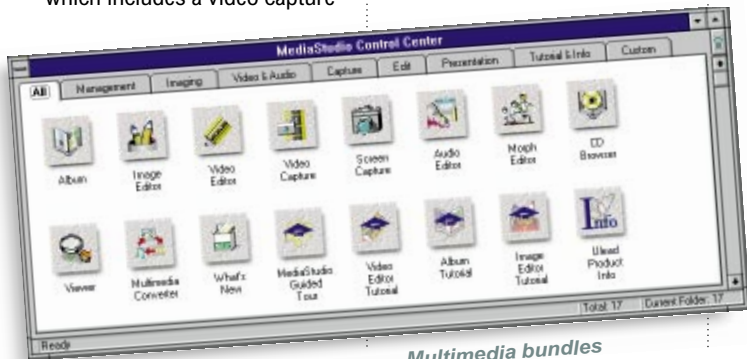 which includes a video capture
MediaStudio Control Center
All Management Imaging Video & Audio Capture Edit Presentation Tutorial & Info Custom
Album Image Editor Video Editor Video Capture Screen Capture Audio Editor Morph Editor CD Browser
Viewer Multimedia Converter What's New MediaStudio Guided Tour Video Editor Tutorial Album Tutorial Image Editor Tutorial Info Ulead Product Info
Ready Total: 17 Current Folder: 17
Multimedia bundles